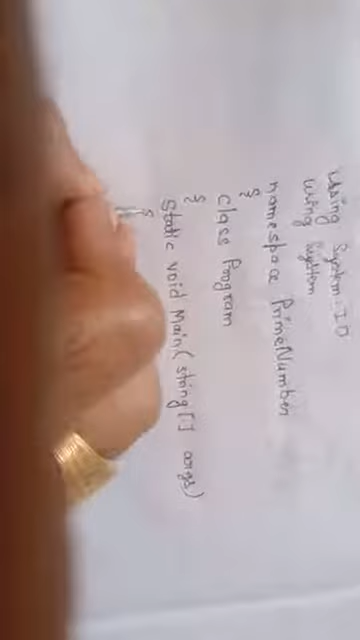 using System.IO
using System
namespace PrimeNumber
{
class Program
{
static void Main(string[] args)
{